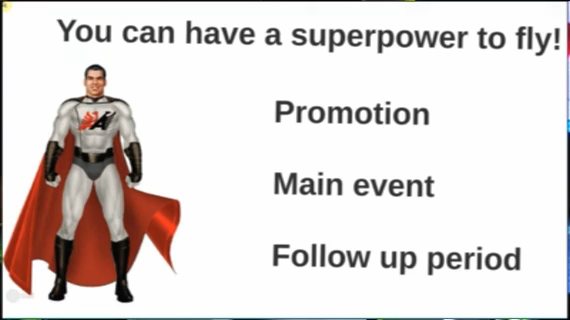 You can have a superpower to fly!
Promotion
Main event
Follow up period